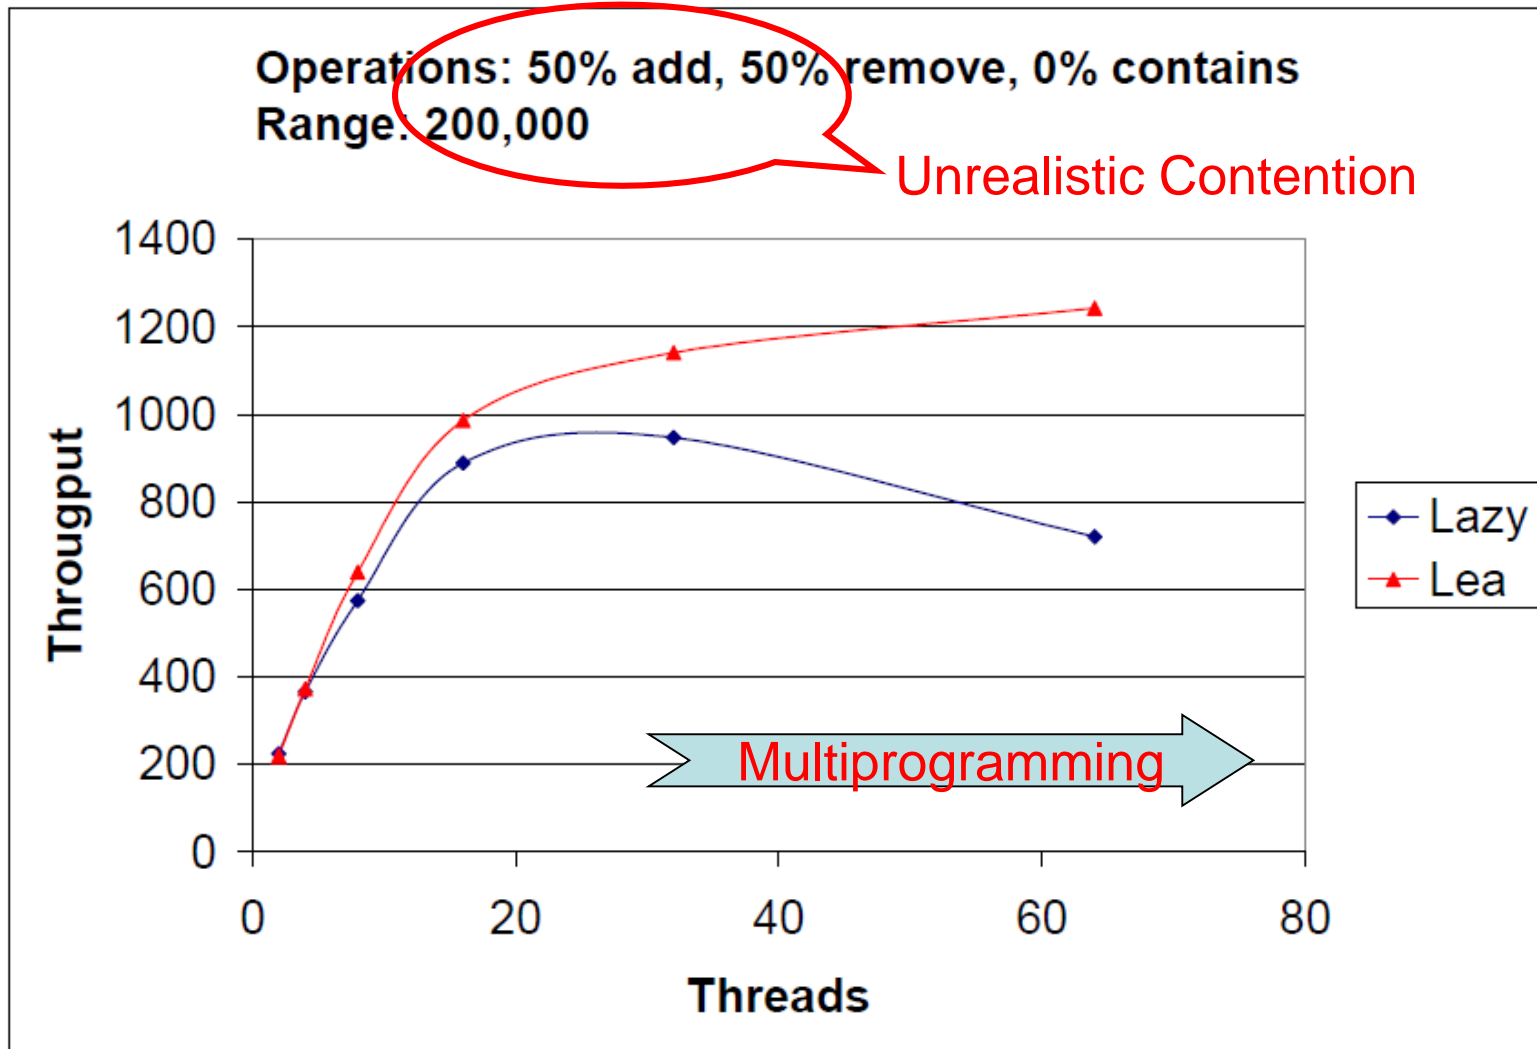 Operations: 50% add, 50% remove, 0% contains
Range: 200,000
Unrealistic Contention
1400
1200
1000
800
600
400
200
0
Througput
Lazy
Lea
Multiprogramming
0 20 40 60 80
Threads